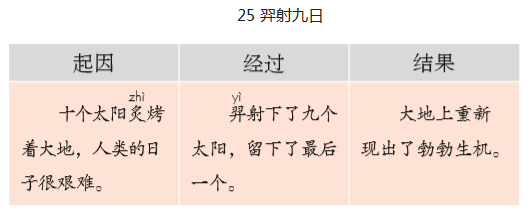 25 羿射九日
起因
经过
结果
zhì
十个太阳炙烤
着大地，人类的日
子很艰难。
yì
羿射下了九个
太阳，留下了最后
一个。
大地上重新
现出了勃勃生机。